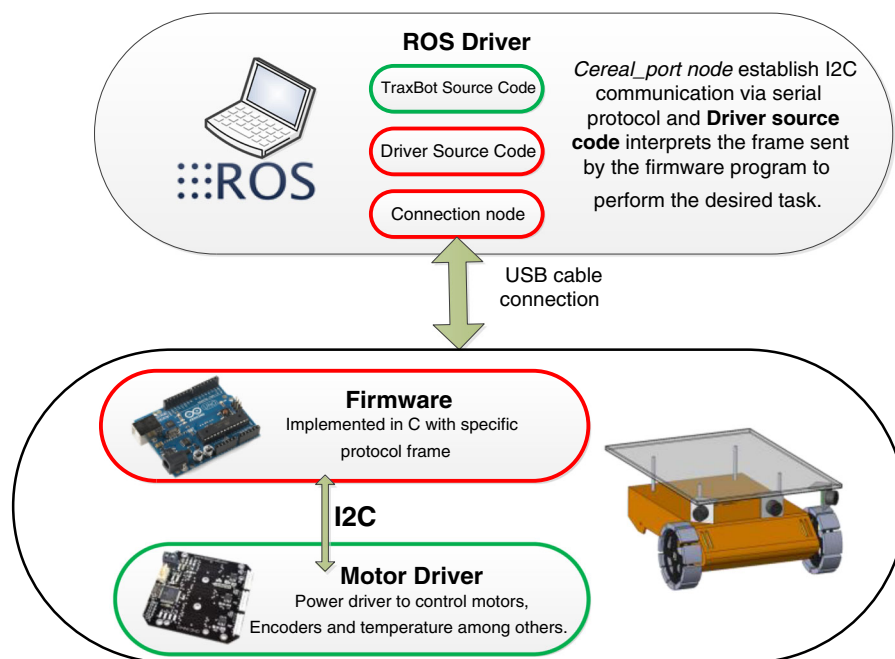 ROS Driver
TraxBot Source Code
Driver Source Code
Connection node
:::ROS
Cereal_port node establish I2C
communication via serial
protocol and Driver source
code interprets the frame sent
by the firmware program to
perform the desired task.
USB cable
connection
Firmware
Implemented in C with specific
protocol frame
I2C
Motor Driver
Power driver to control motors,
Encoders and temperature among others.